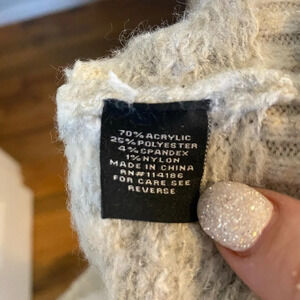 70% ACRYLIC
25% POLYESTER
4% SPANDEX
1% NYLON
MADE IN CHINA
RN#114186
FOR CARE SEE
REVERSE